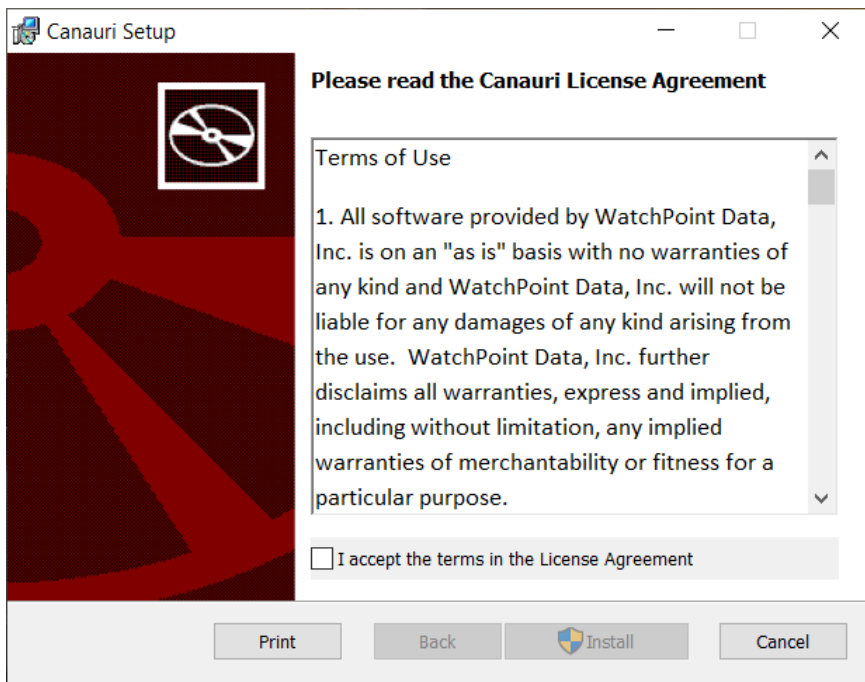 Canauri Setup
Please read the Canauri License Agreement
Terms of Use
1. All software provided by WatchPoint Data,
Inc. is on an "as is" basis with no warranties of
any kind and WatchPoint Data, Inc. will not be
liable for any damages of any kind arising from
the use.  WatchPoint Data, Inc. further
disclaims all warranties, express and implied,
including without limitation, any implied
warranties of merchantability or fitness for a
particular purpose.
I accept the terms in the License Agreement
Print
Back
Install
Cancel